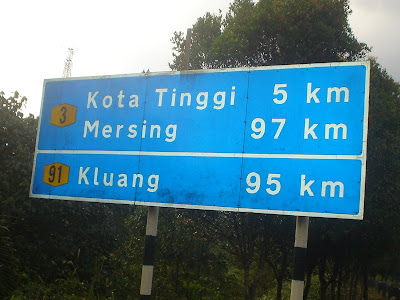 3 Kota Tinggi 5 km
Mersing 97 km
91 Kluang 95 km